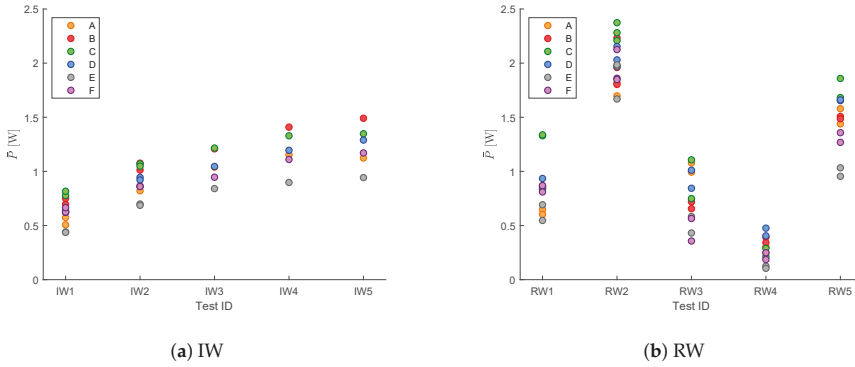 2.5
2
1.5
1
0.5
0
P̄ [W]
A
B
C
D
E
F
IW1 IW2 IW3 IW4 IW5
Test ID
(a) IW
2.5
2
1.5
1
0.5
0
P̄ [W]
A
B
C
D
E
F
RW1 RW2 RW3 RW4 RW5
Test ID
(b) RW